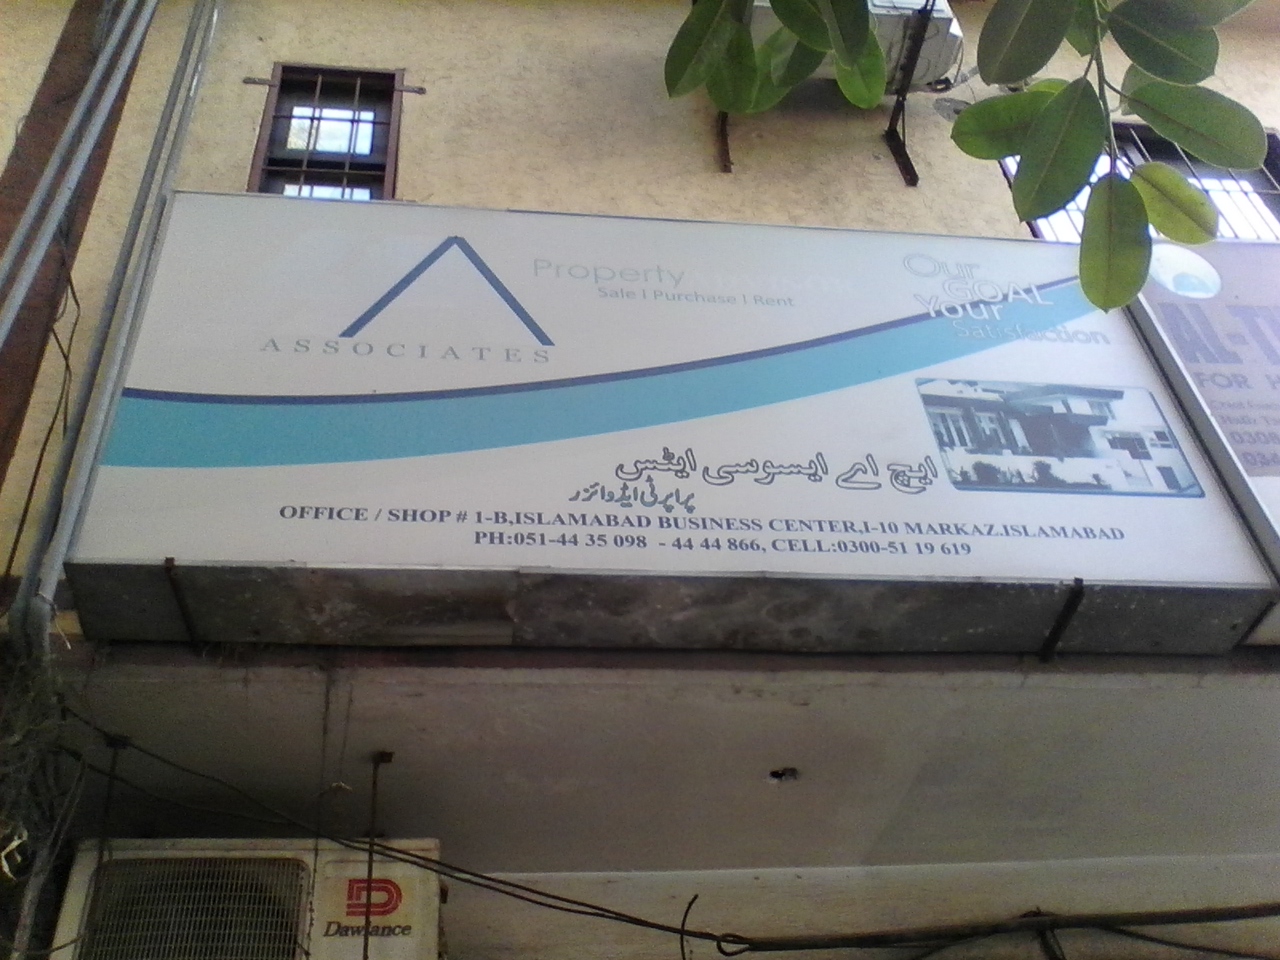 ASSOCIATES
Property
Sale | Purchase | Rent
Our
GOAL
Your
Satisfaction
ایچ اے ایسوسی ایٹس
پراپرٹی ایڈوائزر
OFFICE / SHOP # 1-B,ISLAMABAD BUSINESS CENTER,I-10 MARKAZ.ISLAMABAD
PH:051-44 35 098 - 44 44 866, CELL:0300-51 19 619
FOR
Dawlance